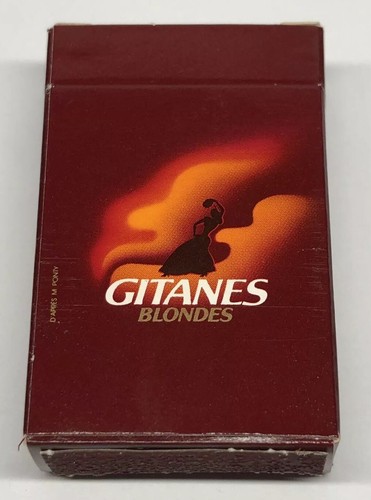 GITANES
BLONDES
D'APRÈS M. PONTY